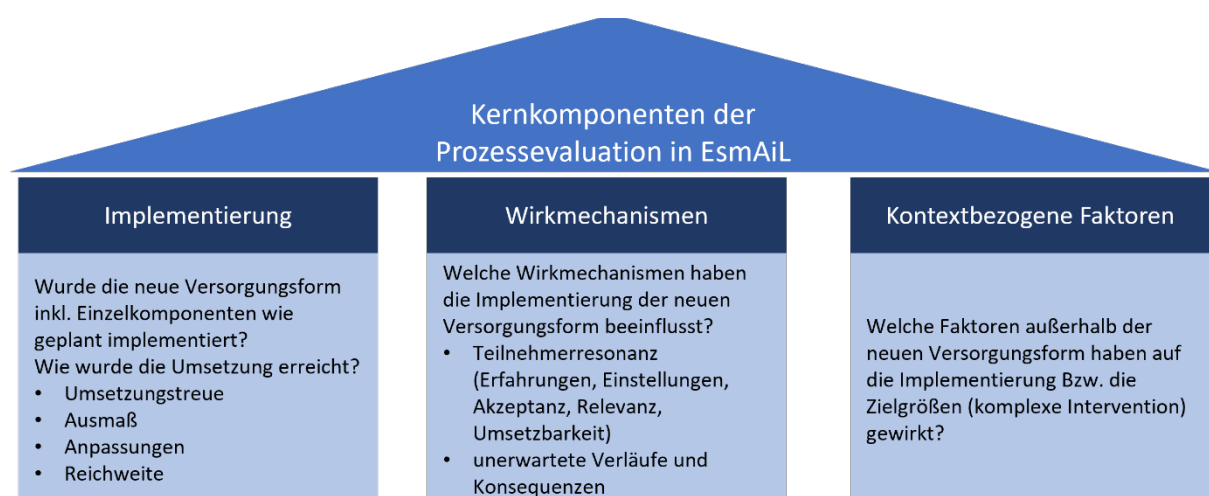 Kernkomponenten der
Prozessevaluation in EsmAiL
Implementierung
Wurde die neue Versorgungsform
inkl. Einzelkomponenten wie
geplant implementiert?
Wie wurde die Umsetzung erreicht?
• Umsetzungstreue
• Ausmaß
• Anpassungen
• Reichweite
Wirkmechanismen
Welche Wirkmechanismen haben
die Implementierung der neuen
Versorgungsform beeinflusst?
• Teilnehmerresonanz
(Erfahrungen, Einstellungen,
Akzeptanz, Relevanz,
Umsetzbarkeit)
• unerwartete Verläufe und
Konsequenzen
Kontextbezogene Faktoren
Welche Faktoren außerhalb der
neuen Versorgungsform haben auf
die Implementierung Bzw. die
Zielgrößen (komplexe Intervention)
gewirkt?